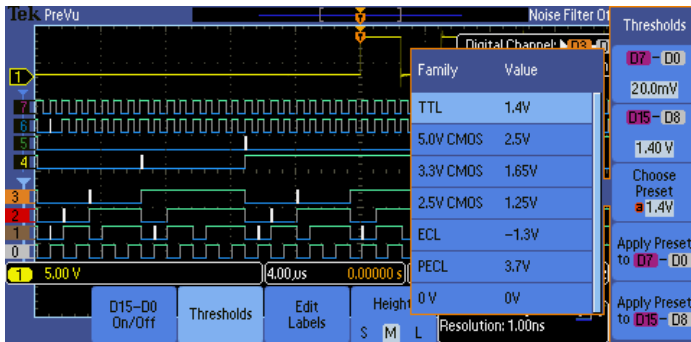 Tek PreVu
Noise Filter
Digital Channel: D3
1
7
6
5
4
3
2
1
0
1 5.00 V
4.00µs
0.00000 s
Family Value
TTL 1.4V
5.0V CMOS 2.5V
3.3V CMOS 1.65V
2.5V CMOS 1.25V
ECL −1.3V
PECL 3.7V
0 V 0V
Resolution: 1.00ns
D15–D0
On/Off
Thresholds
Edit
Labels
Height
S M L
Thresholds
D7 – D0
20.0mV
D15 – D8
1.40 V
Choose
Preset
a 1.4V
Apply Preset
to D7 – D0
Apply Preset
to D15 – D8